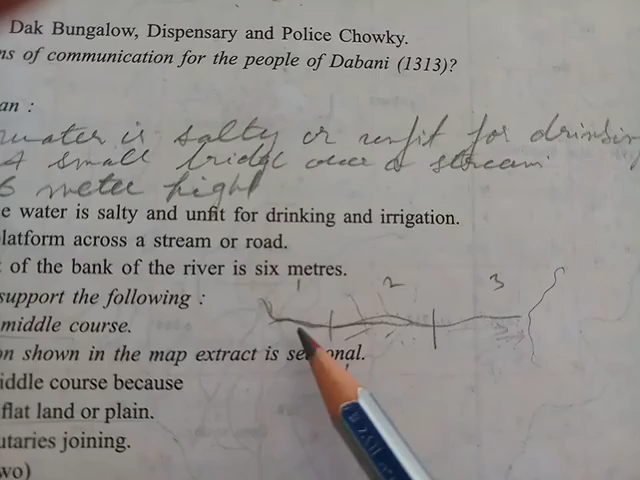 Dak Bungalow, Dispensary and Police Chowky.
ns of communication for the people of Dabani (1313)?
an :
water is salty or unfit for drinkin
A small bridge over a stream
6 meter hight
e water is salty and unfit for drinking and irrigation.
latform across a stream or road.
t of the bank of the river is six metres.
support the following :
1 2 3
middle course.
on shown in the map extract is seasonal.
iddle course because
flat land or plain.
utaries joining.
wo)